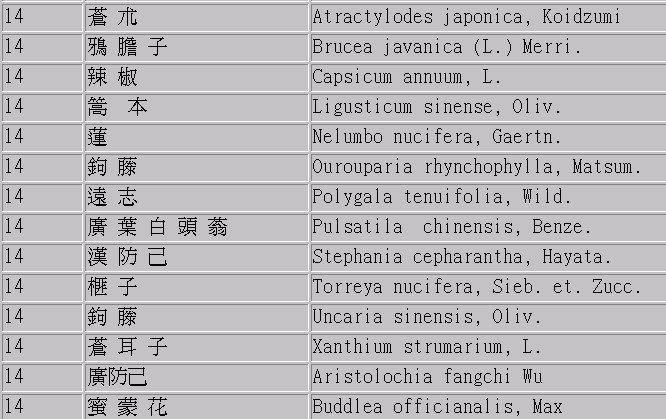 14 蒼 朮 Atractylodes japonica, Koidzumi
14 鴉 膽 子 Brucea javanica (L.) Merri.
14 辣 椒 Capsicum annuum, L.
14 蒿 本 Ligusticum sinense, Oliv.
14 蓮 Nelumbo nucifera, Gaertn.
14 鉤 藤 Ourouparia rhynchophylla, Matsum.
14 遠 志 Polygala tenuifolia, Wild.
14 廣 葉 白 頭 蓊 Pulsatila chinensis, Benze.
14 漢 防 己 Stephania cepharantha, Hayata.
14 榧 子 Torreya nucifera, Sieb. et. Zucc.
14 鉤 藤 Uncaria sinensis, Oliv.
14 蒼 耳 子 Xanthium strumarium, L.
14 廣防己 Aristolochia fangchi Wu
14 蜜 蒙 花 Buddlea officianalis, Max